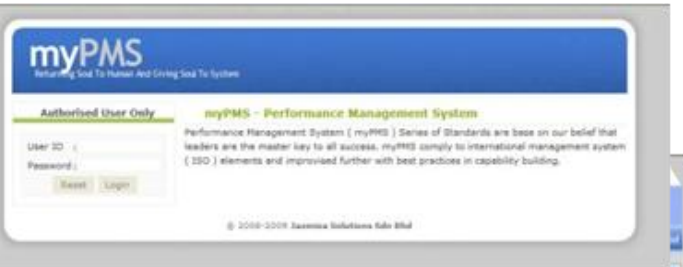 myPMS
Returning Soul To Human And Giving Soul To System
Authorised User Only
myPMS - Performance Management System
User ID :
Password :
Reset Login
Performance Management System ( myPMS ) Series of Standards are base on our belief that
leaders are the master key to all success. myPMS comply to international management system
( ISO ) elements and improvised further with best practices in capability building.
© 2008-2009 Solutions Sdn Bhd